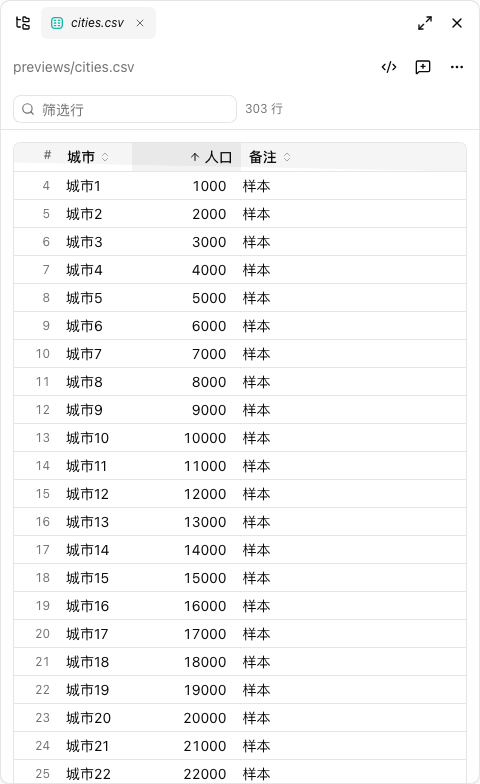 cities.csv
previews/cities.csv
筛选行 303 行
# 城市 人口 备注
4 城市1 1000 样本
5 城市2 2000 样本
6 城市3 3000 样本
7 城市4 4000 样本
8 城市5 5000 样本
9 城市6 6000 样本
10 城市7 7000 样本
11 城市8 8000 样本
12 城市9 9000 样本
13 城市10 10000 样本
14 城市11 11000 样本
15 城市12 12000 样本
16 城市13 13000 样本
17 城市14 14000 样本
18 城市15 15000 样本
19 城市16 16000 样本
20 城市17 17000 样本
21 城市18 18000 样本
22 城市19 19000 样本
23 城市20 20000 样本
24 城市21 21000 样本
25 城市22 22000 样本